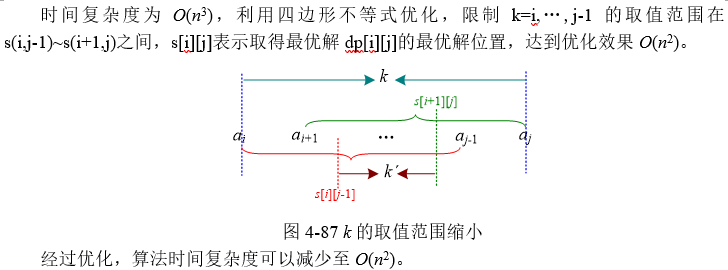 时间复杂度为 O(n³)，利用四边形不等式优化，限制 k=i,⋯,j-1 的取值范围在
s(i,j-1)~s(i+1,j)之间，s[i][j]表示取得最优解 dp[i][j]的最优解位置，达到优化效果 O(n²)。
k
s[i+1][j]
aᵢ aᵢ₊₁ ⋯ aⱼ₋₁ aⱼ
k´
s[i][j-1]
图 4-87 k 的取值范围缩小
经过优化，算法时间复杂度可以减少至 O(n²)。